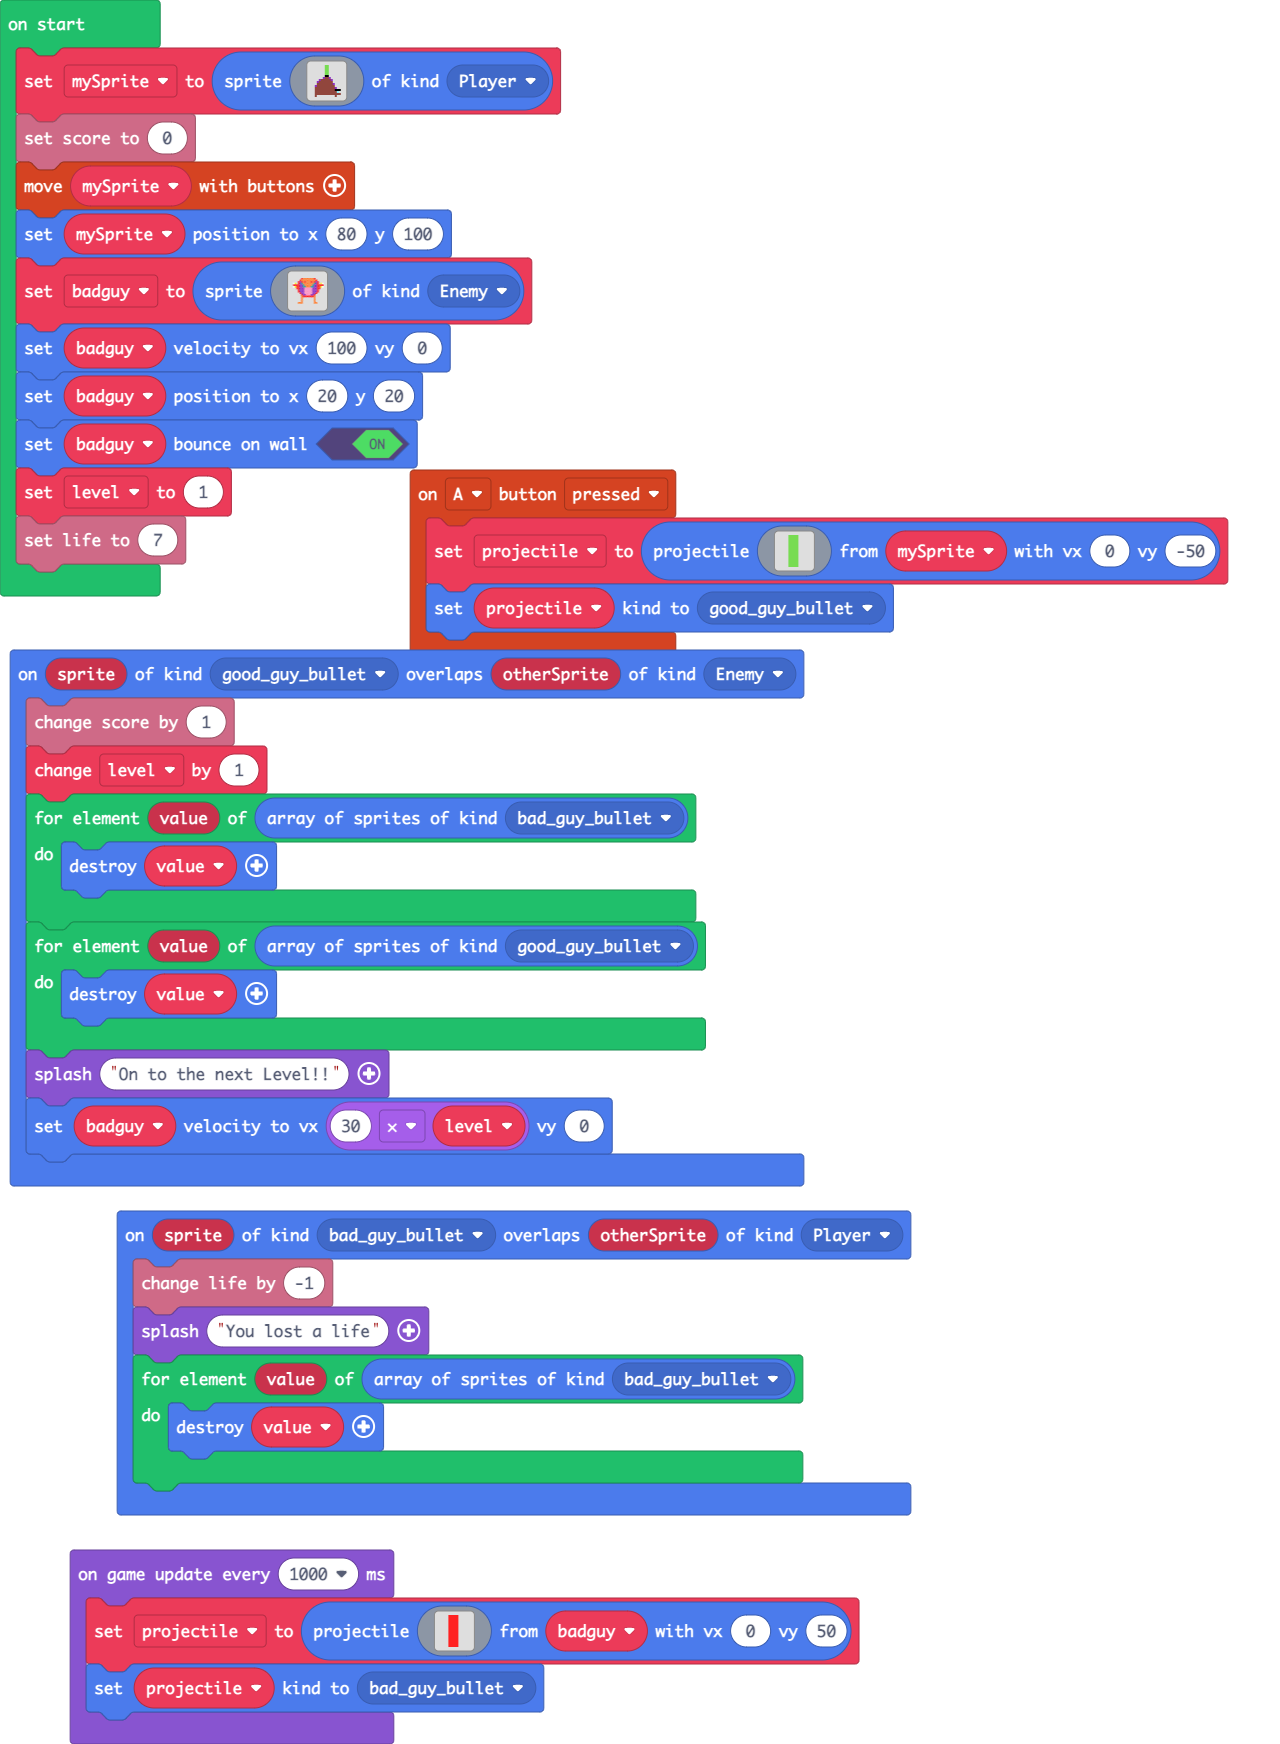 on start
set mySprite to sprite of kind Player
set score to 0
move mySprite with buttons
set mySprite position to x 80 y 100
set badguy to sprite of kind Enemy
set badguy velocity to vx 100 vy 0
set badguy position to x 20 y 20
set badguy bounce on wall ON
set level to 1
set life to 7
on A button pressed
set projectile to projectile from mySprite with vx 0 vy -50
set projectile kind to good_guy_bullet
on sprite of kind good_guy_bullet overlaps otherSprite of kind Enemy
change score by 1
change level by 1
for element value of array of sprites of kind bad_guy_bullet
do destroy value
for element value of array of sprites of kind good_guy_bullet
do destroy value
splash "On to the next Level!!"
set badguy velocity to vx 30 x level vy 0
on sprite of kind bad_guy_bullet overlaps otherSprite of kind Player
change life by -1
splash "You lost a life"
for element value of array of sprites of kind bad_guy_bullet
do destroy value
on game update every 1000 ms
set projectile to projectile from badguy with vx 0 vy 50
set projectile kind to bad_guy_bullet